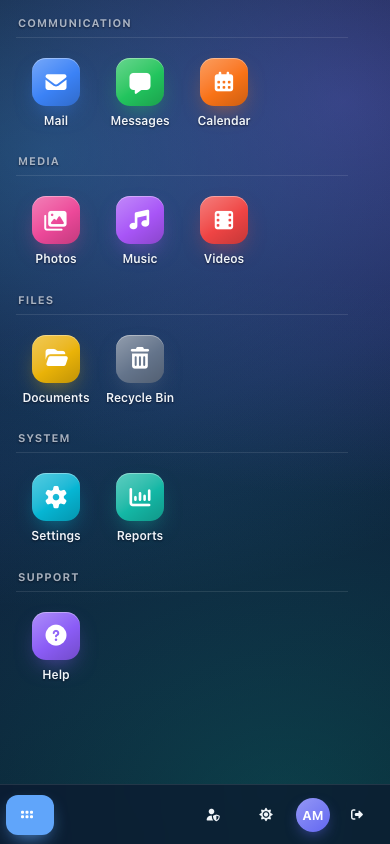 COMMUNICATION
Mail Messages Calendar
MEDIA
Photos Music Videos
FILES
Documents Recycle Bin
SYSTEM
Settings Reports
SUPPORT
Help
AM